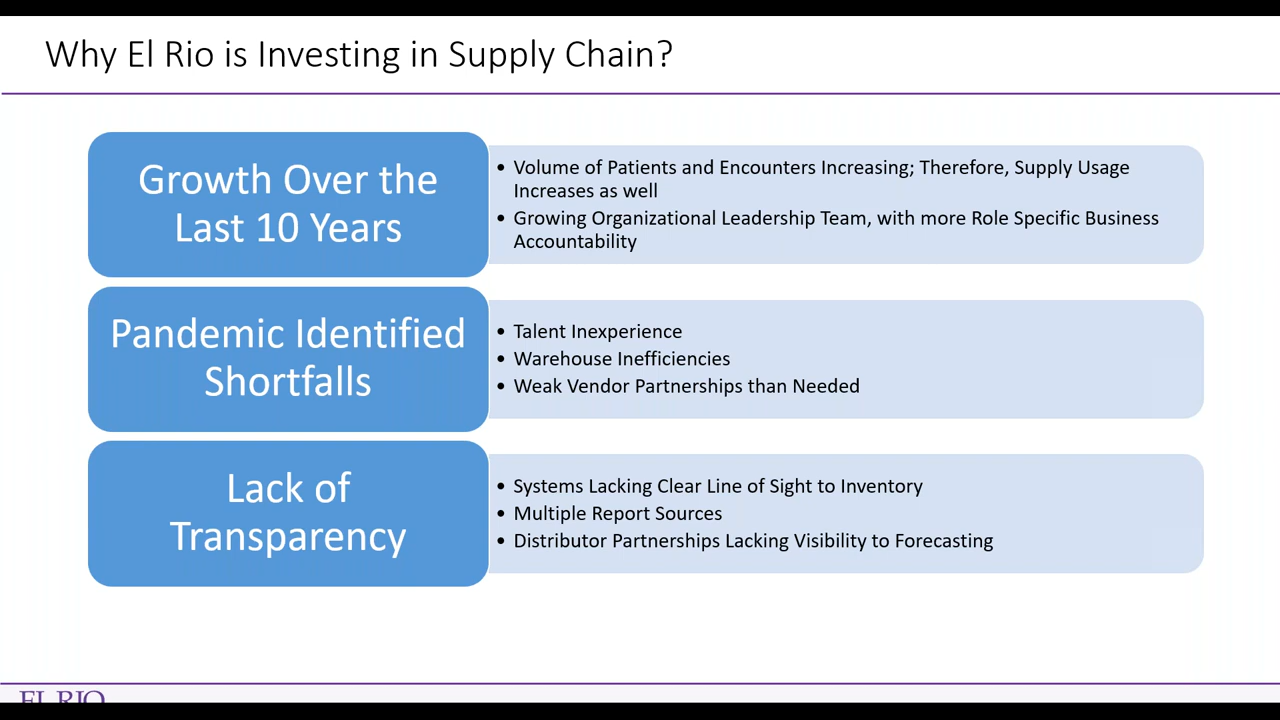 Why El Rio is Investing in Supply Chain?
Growth Over the
Last 10 Years
• Volume of Patients and Encounters Increasing; Therefore, Supply Usage
Increases as well
• Growing Organizational Leadership Team, with more Role Specific Business
Accountability
Pandemic Identified
Shortfalls
• Talent Inexperience
• Warehouse Inefficiencies
• Weak Vendor Partnerships than Needed
Lack of
Transparency
• Systems Lacking Clear Line of Sight to Inventory
• Multiple Report Sources
• Distributor Partnerships Lacking Visibility to Forecasting
EL RIO